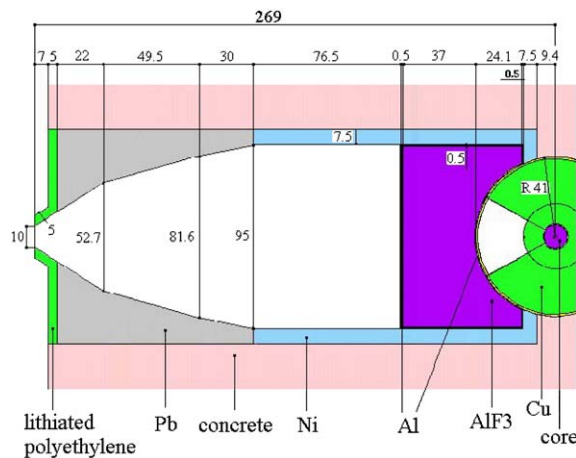 269
7.5 22 49.5 30 76.5 0.5 37 24.1 7.5 9.4
0.5
7.5
0.5
R 41
10 5 52.7 81.6 95
lithiated
polyethylene
Pb
concrete
Ni
Al
AlF3
Cu
core